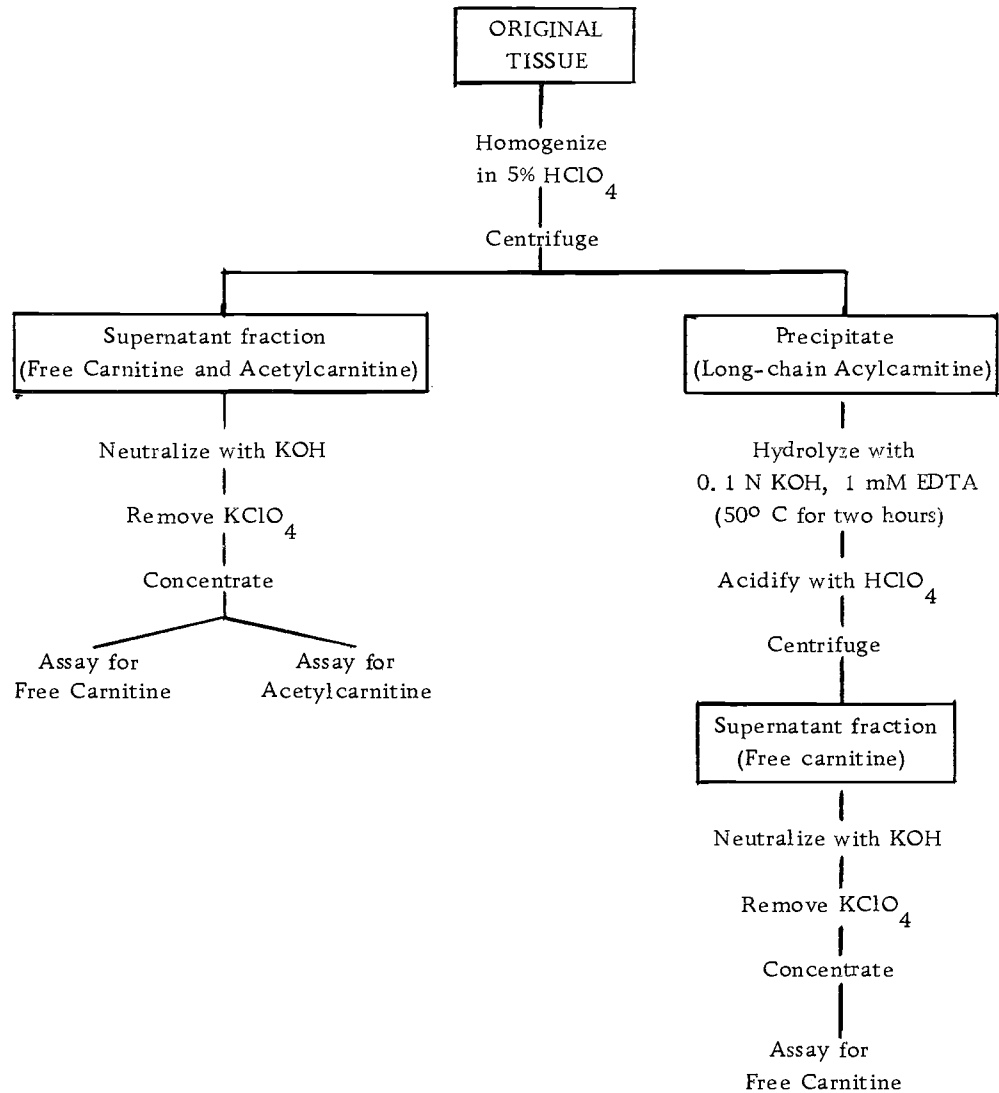 ORIGINAL
TISSUE
Homogenize
in 5% HClO4
Centrifuge
Supernatant fraction
(Free Carnitine and Acetylcarnitine)
Neutralize with KOH
Remove KClO4
Concentrate
Assay for
Free Carnitine
Assay for
Acetylcarnitine
Precipitate
(Long-chain Acylcarnitine)
Hydrolyze with
0. 1 N KOH, 1 mM EDTA
(50° C for two hours)
Acidify with HClO4
Centrifuge
Supernatant fraction
(Free carnitine)
Neutralize with KOH
Remove KClO4
Concentrate
Assay for
Free Carnitine